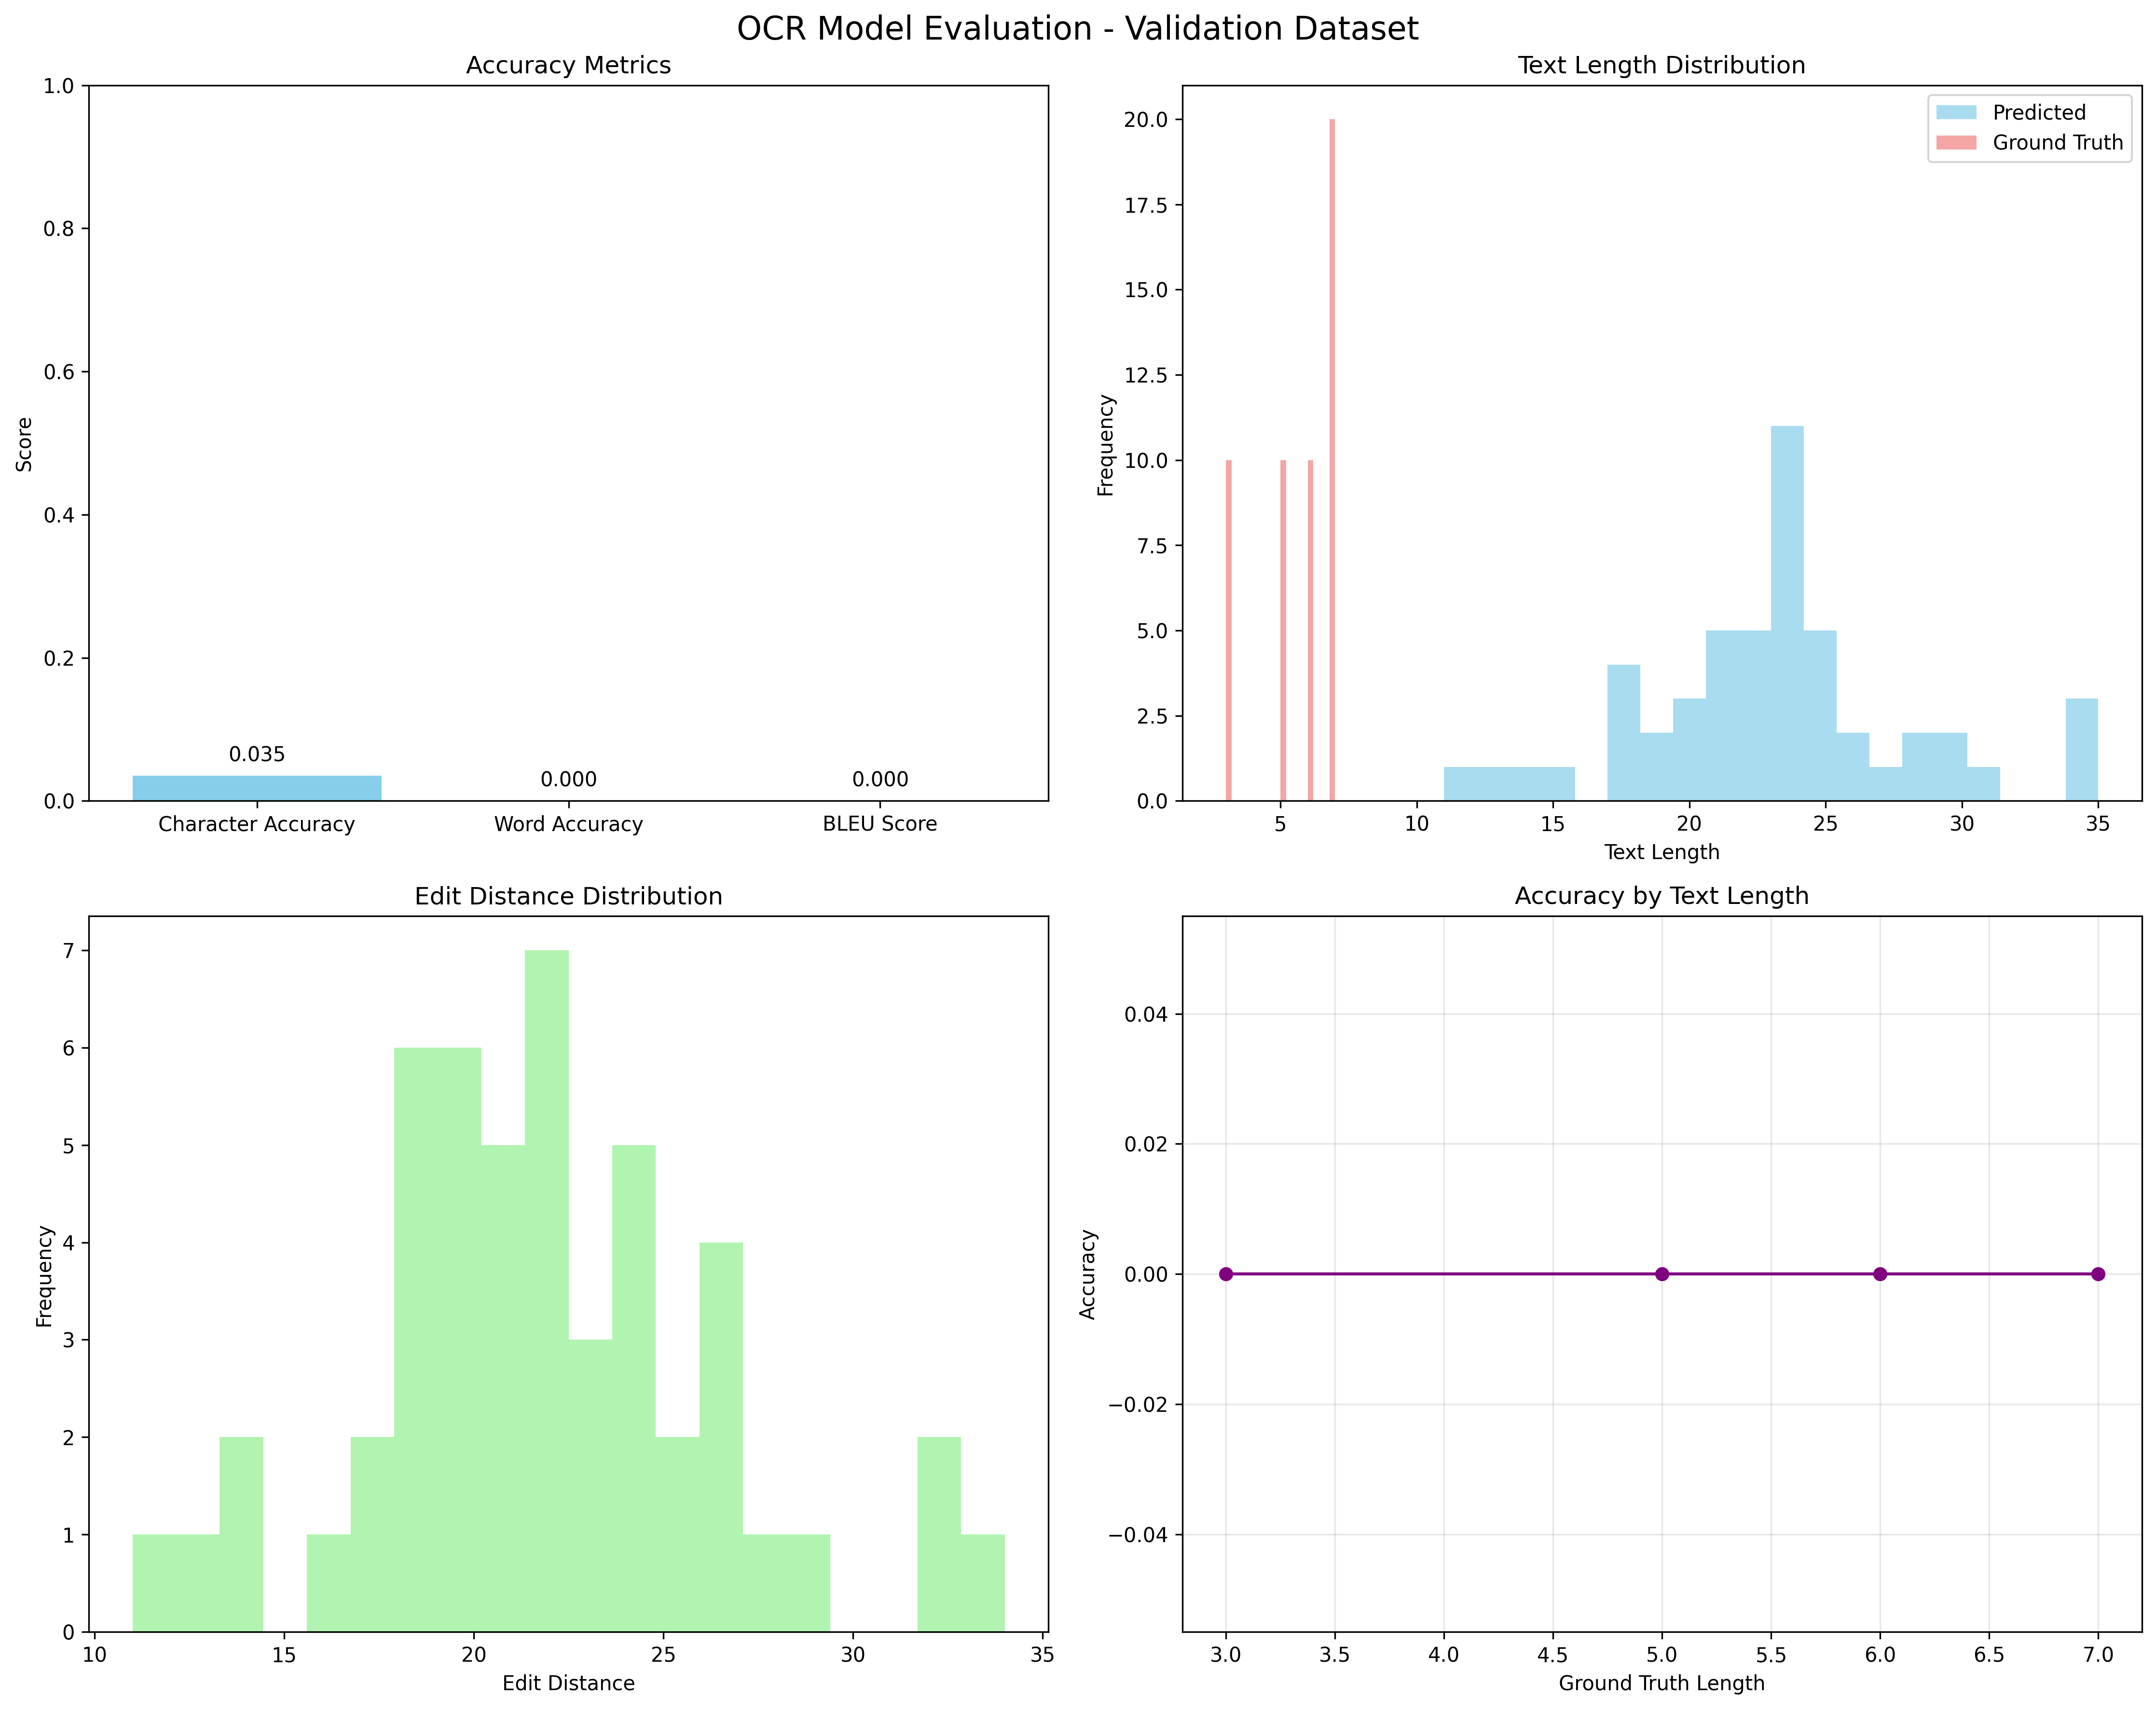 OCR Model Evaluation - Validation Dataset
Accuracy Metrics
1.0
0.8
0.6
0.4
0.2
0.0
Score
0.035
0.000
0.000
Character Accuracy
Word Accuracy
BLEU Score
Text Length Distribution
Predicted
Ground Truth
20.0
17.5
15.0
12.5
10.0
7.5
5.0
2.5
0.0
Frequency
5 10 15 20 25 30 35
Text Length
Edit Distance Distribution
7
6
5
4
3
2
1
0
Frequency
10 15 20 25 30 35
Edit Distance
Accuracy by Text Length
0.04
0.02
0.00
−0.02
−0.04
Accuracy
3.0 3.5 4.0 4.5 5.0 5.5 6.0 6.5 7.0
Ground Truth Length